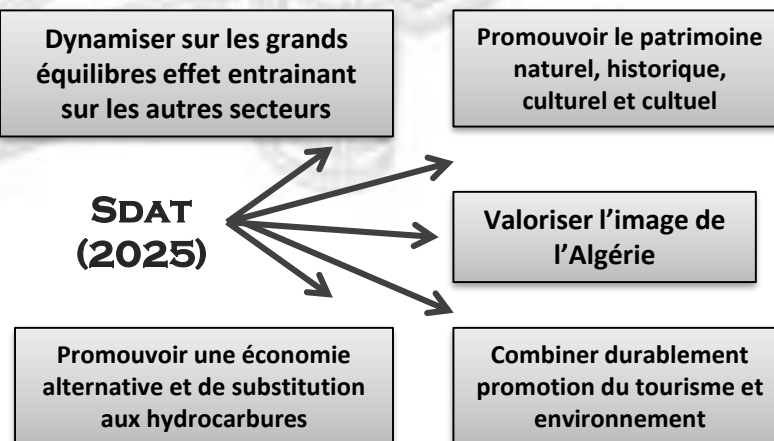 Dynamiser sur les grands
équilibres effet entrainant
sur les autres secteurs
Promouvoir le patrimoine
naturel, historique,
culturel et cultuel
SDAT
(2025)
Valoriser l’image de
l’Algérie
Promouvoir une économie
alternative et de substitution
aux hydrocarbures
Combiner durablement
promotion du tourisme et
environnement